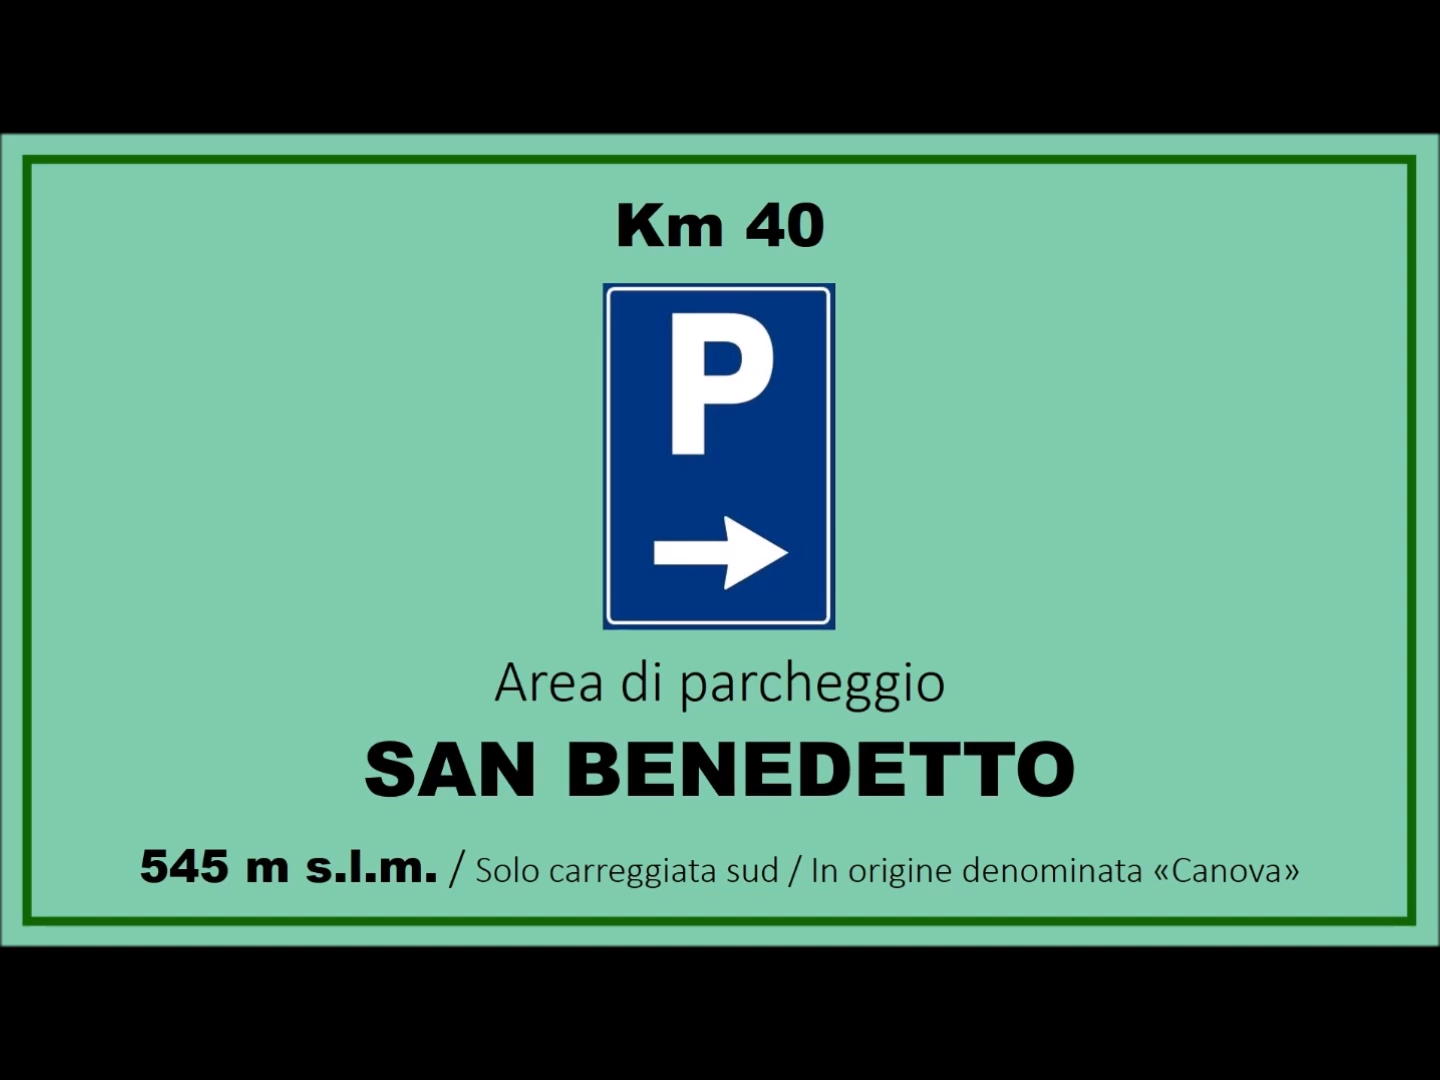 Km 40
P
Area di parcheggio
SAN BENEDETTO
545 m s.l.m. / Solo carreggiata sud / In origine denominata «Canova»